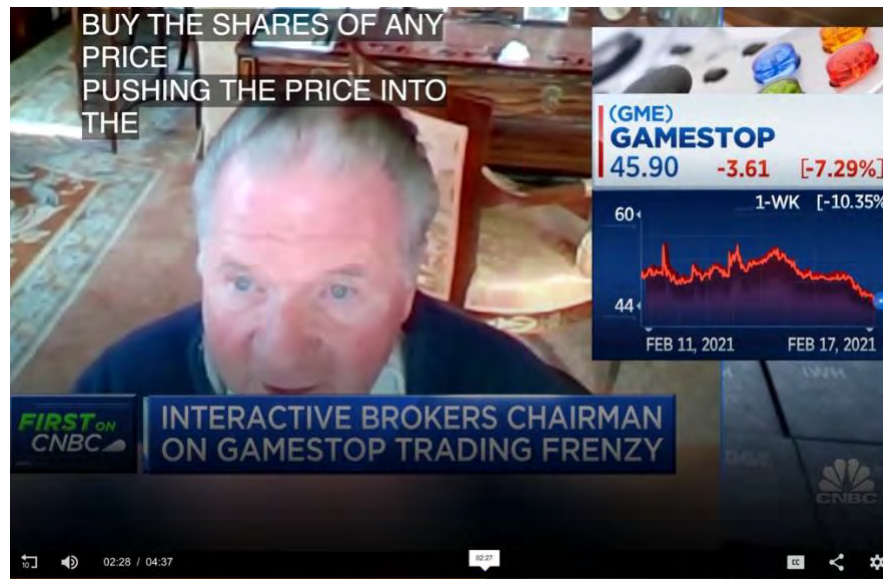 BUY THE SHARES OF ANY
PRICE
PUSHING THE PRICE INTO
THE
(GME)
GAMESTOP
45.90 -3.61 [-7.29%]
1-WK [-10.35%
60
44
FEB 11, 2021 FEB 17, 2021
FIRST ON
CNBC
INTERACTIVE BROKERS CHAIRMAN
ON GAMESTOP TRADING FRENZY
CNBC
10
02:28 / 04:37
02:27
CC